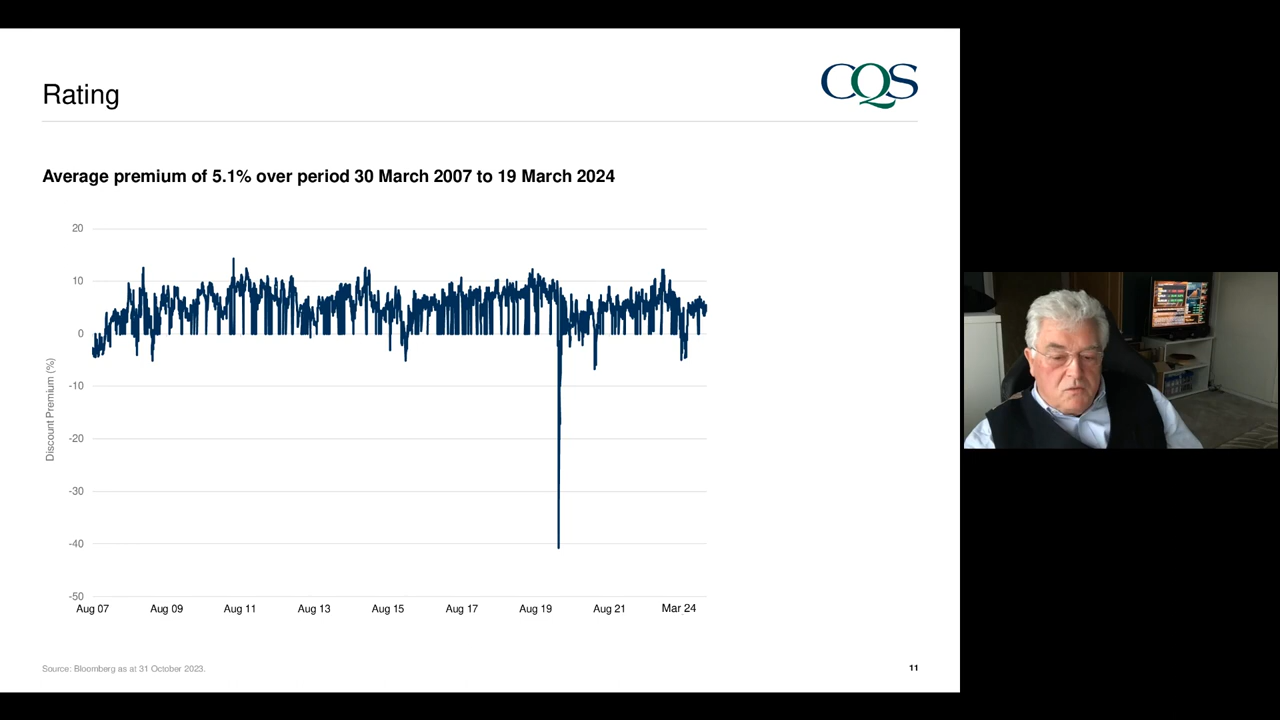 CQS
Rating
Average premium of 5.1% over period 30 March 2007 to 19 March 2024
Discount Premium (%)
20
10
0
-10
-20
-30
-40
-50
Aug 07
Aug 09
Aug 11
Aug 13
Aug 15
Aug 17
Aug 19
Aug 21
Mar 24
Source: Bloomberg as at 31 October 2023.
11